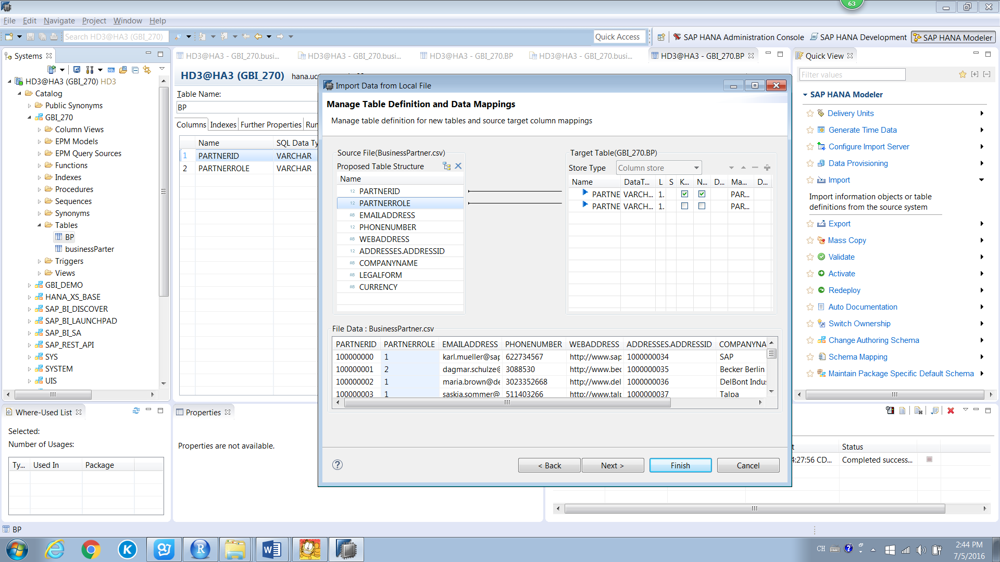 63
File Edit Navigate Project Window Help
Search HD3@HA3 (GBI_270)
Quick Access
SAP HANA Administration Console
SAP HANA Development
SAP HANA Modeler
Systems
HD3@HA3 (GBI_270) HD3
Catalog
Public Synonyms
GBI_270
Column Views
EPM Models
EPM Query Sources
Functions
Indexes
Procedures
Sequences
Synonyms
Tables
BP
businessParter
Triggers
Views
GBI_DEMO
HANA_XS_BASE
SAP_BI_DISCOVER
SAP_BI_LAUNCHPAD
SAP_BI_SA
SAP_REST_API
SYS
SYSTEM
UIS
HD3@HA3 - GBI_270.busi...
HD3@HA3 - GBI_270.busi...
HD3@HA3 - GBI_270.BP
HD3@HA3 - GBI_270.busi...
HD3@HA3 - GBI_270.BP
HD3@HA3 (GBI_270) hana.uc
Table Name:
BP
Columns Indexes Further Properties Run
Name SQL Data Ty
1 PARTNERID VARCHAR
2 PARTNERROLE VARCHAR
Import Data from Local File
Manage Table Definition and Data Mappings
Manage table definition for new tables and source target column mappings
Source File(BusinessPartner.csv)
Proposed Table Structure
Name
12 PARTNERID
12 PARTNERROLE
AB EMAILADDRESS
12 PHONENUMBER
AB WEBADDRESS
12 ADDRESSES.ADDRESSID
AB COMPANYNAME
AB LEGALFORM
AB CURRENCY
Target Table(GBI_270.BP)
Store Type Column store
Name DataT... L S K... N... D... Ma... D...
PARTNE VARCH... 1. PAR...
PARTNE VARCH... 1. PAR...
File Data : BusinessPartner.csv
PARTNERID PARTNERROLE EMAILADDRESS PHONENUMBER WEBADDRESS ADDRESSES.ADDRESSID COMPANYNA
100000000 1 karl.mueller@sap 622734567 http://www.sap 1000000034 SAP
100000001 2 dagmar.schulze@ 3088530 http://www.bec 1000000035 Becker Berlin
100000002 1 maria.brown@de 3023352668 http://www.del 1000000036 DelBont Indus
100000003 1 saskia.sommer@ 511403266 http://www.talp 1000000037 Talpa
< Back Next > Finish Cancel
Quick View
Filter values
SAP HANA Modeler
Delivery Units
Generate Time Data
Configure Import Server
Data Provisioning
Import
Import information objects or table
definitions from the source system
Export
Mass Copy
Validate
Activate
Redeploy
Auto Documentation
Switch Ownership
Change Authoring Schema
Schema Mapping
Maintain Package Specific Default Schema
Where-Used List
Selected:
Number of Usages:
Ty... Used In Package
Properties
Properties are not available.
t Status
4:27:56 CD... Completed success...
BP
CH
2:44 PM
7/5/2016